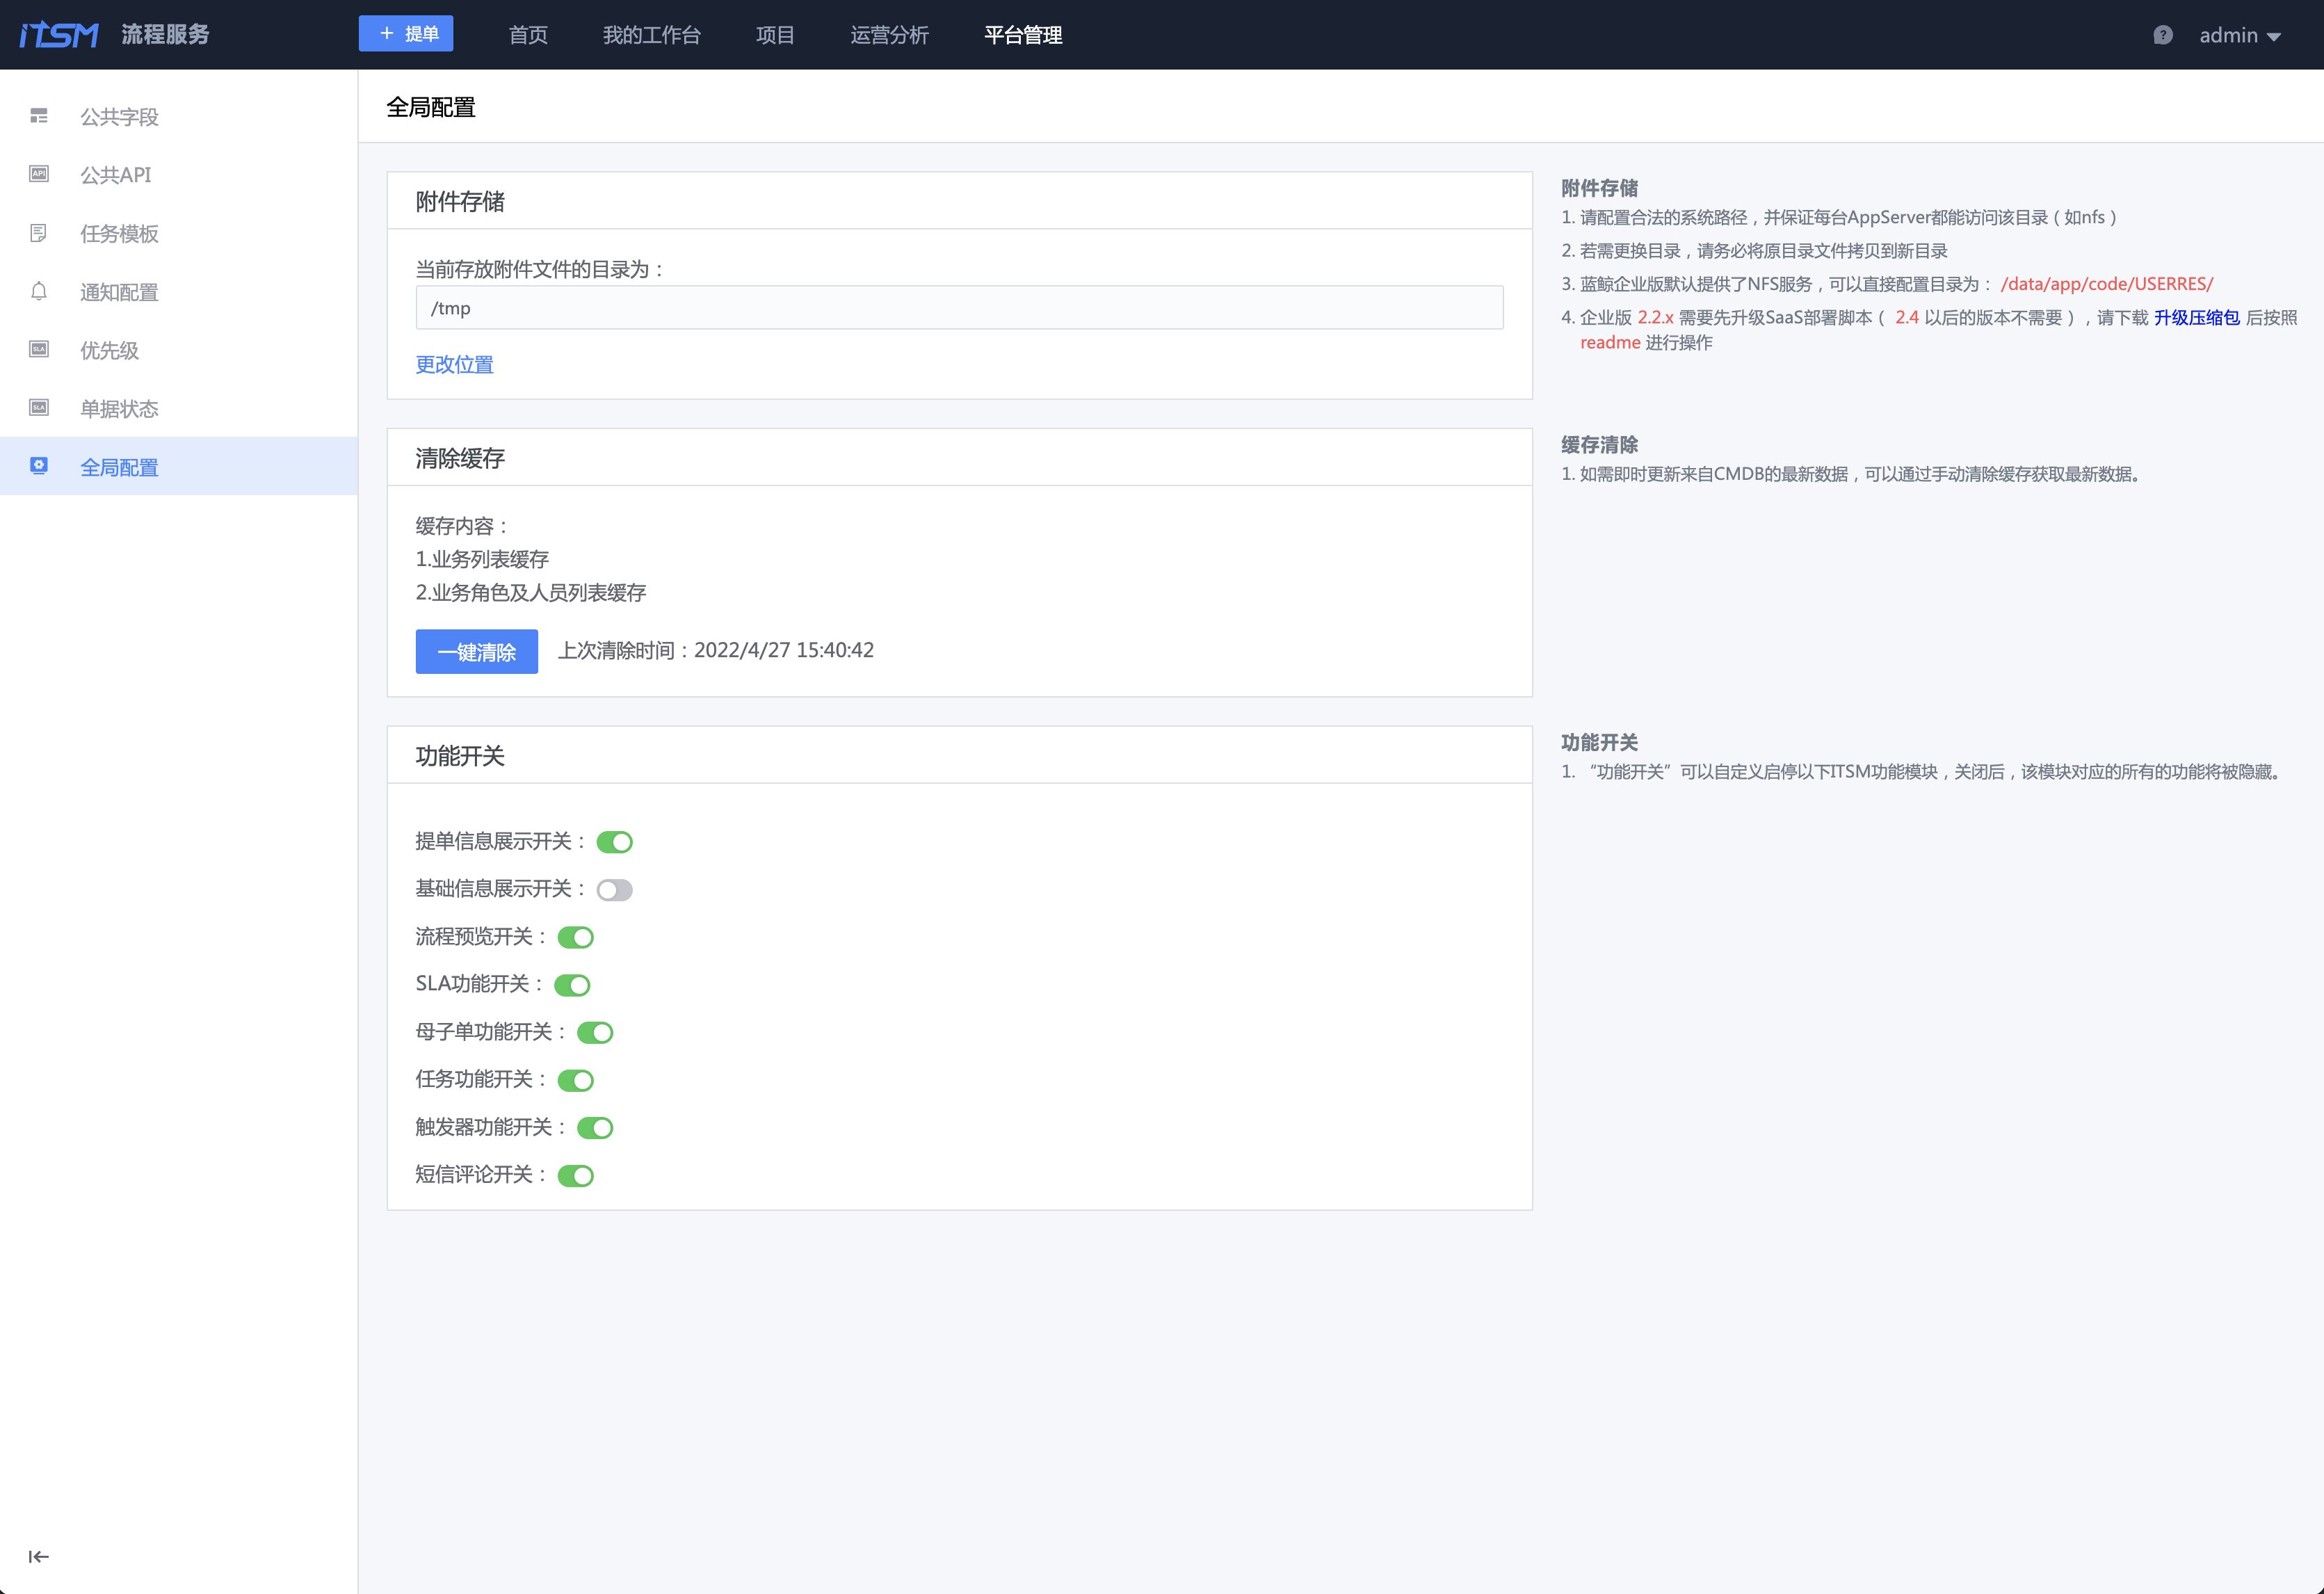 iTSM 流程服务
+ 提单 首页 我的工作台 项目 运营分析 平台管理
? admin
公共字段
API 公共API
任务模板
通知配置
SLA 优先级
SLA 单据状态
全局配置
全局配置
附件存储
当前存放附件文件的目录为：
/tmp
更改位置
附件存储
1. 请配置合法的系统路径，并保证每台AppServer都能访问该目录（如nfs）
2. 若需更换目录，请务必将原目录文件拷贝到新目录
3. 蓝鲸企业版默认提供了NFS服务，可以直接配置目录为： /data/app/code/USERRES/
4. 企业版 2.2.x 需要先升级SaaS部署脚本（ 2.4 以后的版本不需要），请下载 升级压缩包 后按照
readme 进行操作
清除缓存
缓存内容：
1.业务列表缓存
2.业务角色及人员列表缓存
一键清除 上次清除时间：2022/4/27 15:40:42
缓存清除
1. 如需即时更新来自CMDB的最新数据，可以通过手动清除缓存获取最新数据。
功能开关
提单信息展示开关：
基础信息展示开关：
流程预览开关：
SLA功能开关：
母子单功能开关：
任务功能开关：
触发器功能开关：
短信评论开关：
功能开关
1. “功能开关”可以自定义启停以下ITSM功能模块，关闭后，该模块对应的所有的功能将被隐藏。